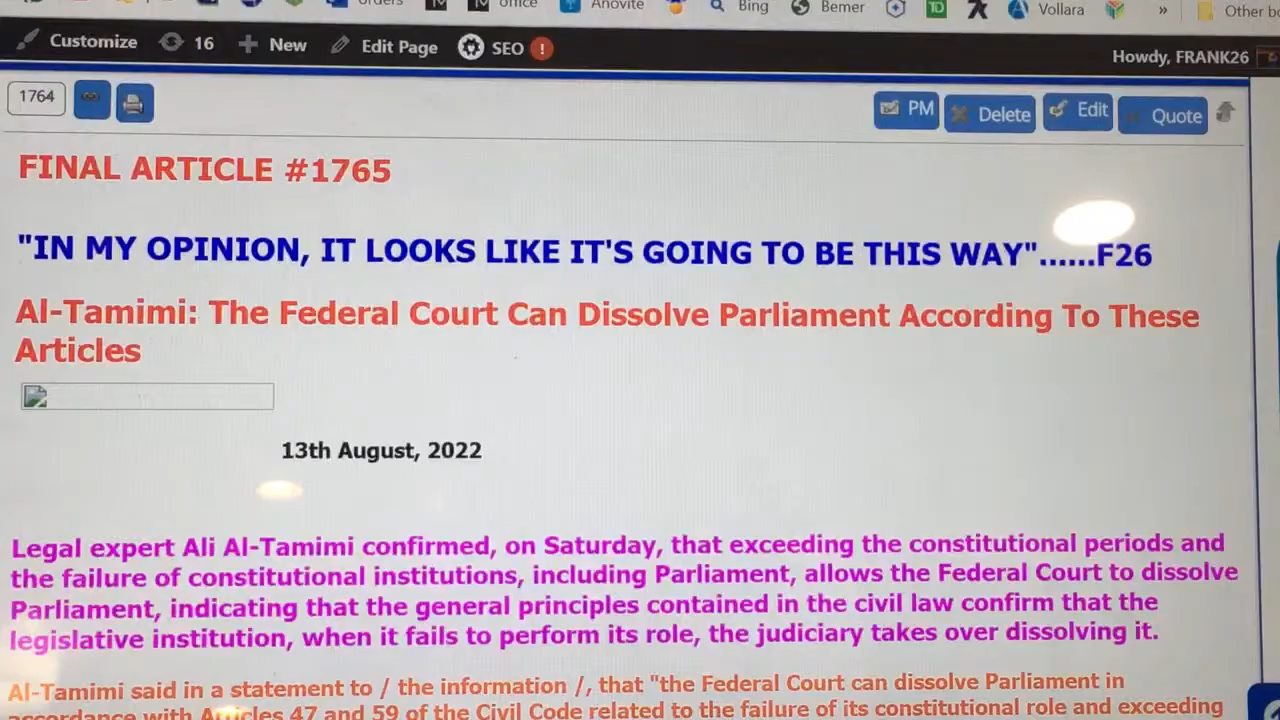 orders
office
Anovite
Bing
Bemer
TD
Vollara
»
Other bo
Customize 16 New Edit Page SEO !
Howdy, FRANK26
1764
PM Delete Edit Quote
FINAL ARTICLE #1765
"IN MY OPINION, IT LOOKS LIKE IT'S GOING TO BE THIS WAY"......F26
Al-Tamimi: The Federal Court Can Dissolve Parliament According To These
Articles
13th August, 2022
Legal expert Ali Al-Tamimi confirmed, on Saturday, that exceeding the constitutional periods and
the failure of constitutional institutions, including Parliament, allows the Federal Court to dissolve
Parliament, indicating that the general principles contained in the civil law confirm that the
legislative institution, when it fails to perform its role, the judiciary takes over dissolving it.
Al-Tamimi said in a statement to / the information /, that "the Federal Court can dissolve Parliament in
accordance with Articles 47 and 59 of the Civil Code related to the failure of its constitutional role and exceeding